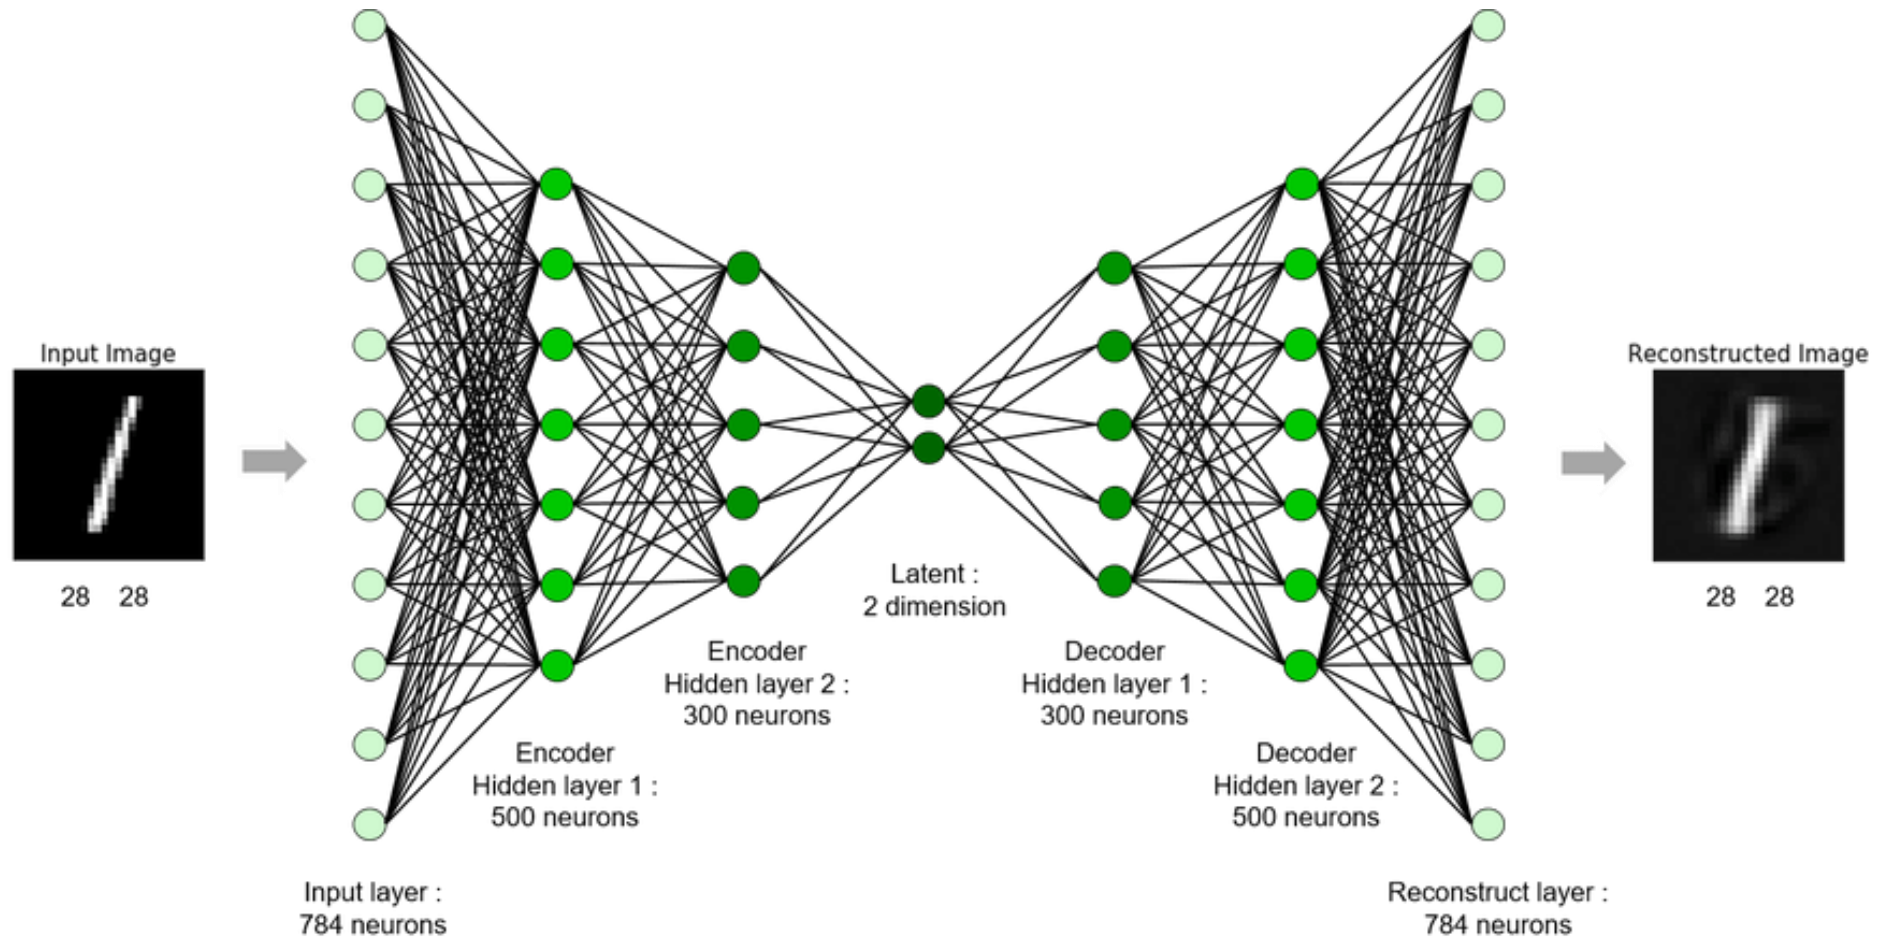 Input Image
28 28
Input layer :
784 neurons
Encoder
Hidden layer 1 :
500 neurons
Encoder
Hidden layer 2 :
300 neurons
Latent :
2 dimension
Decoder
Hidden layer 1 :
300 neurons
Decoder
Hidden layer 2 :
500 neurons
Reconstruct layer :
784 neurons
Reconstructed Image
28 28